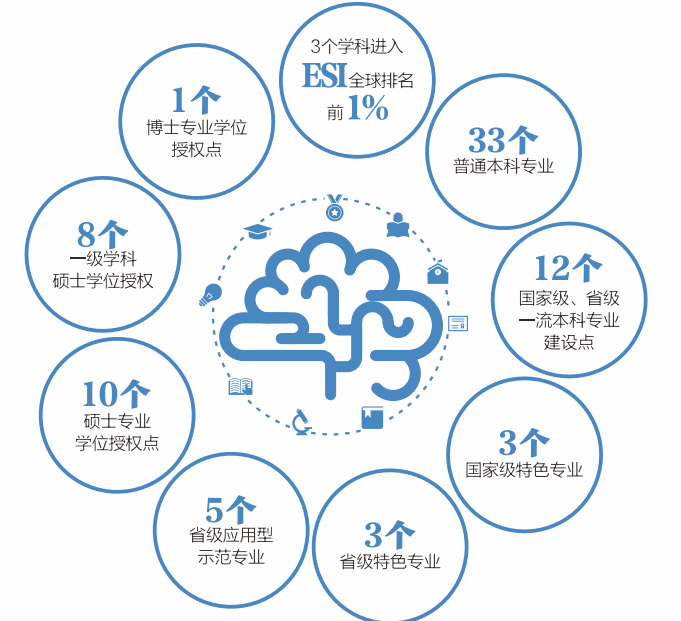 3个学科进入
ESI全球排名
前1%
33个
普通本科专业
12个
国家级、省级
一流本科专业
建设点
3个
国家级特色专业
3个
省级特色专业
5个
省级应用型
示范专业
10个
硕士专业
学位授权点
8个
一级学科
硕士学位授权
1个
博士专业学位
授权点